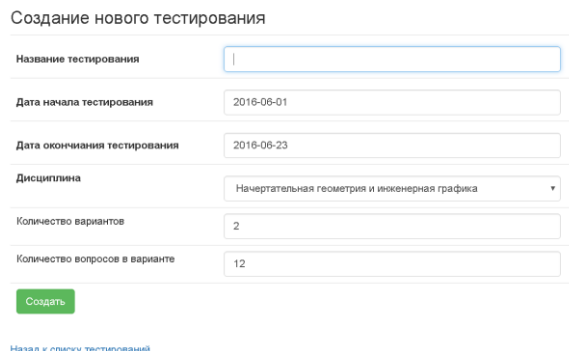 Создание нового тестирования
Название тестирования
Дата начала тестирования 2016-06-01
Дата окончиания тестирования 2016-06-23
Дисциплина Начертательная геометрия и инженерная графика
Количество вариантов 2
Количество вопросов в варианте 12
Создать
Назад к списку тестирований